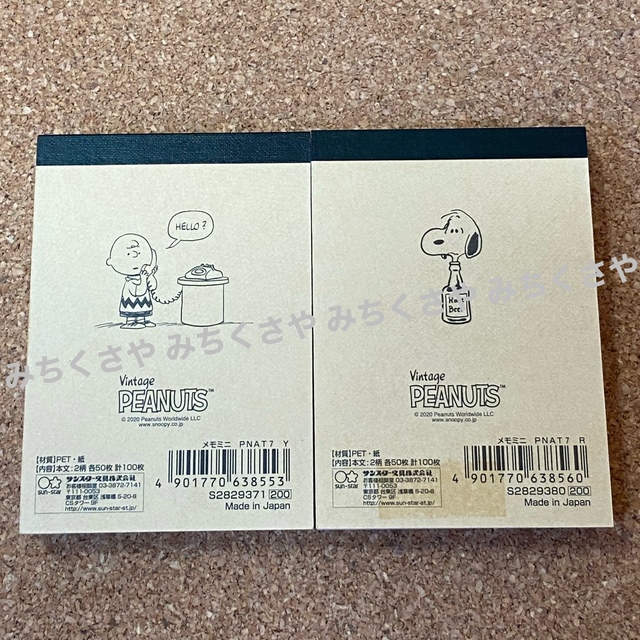 HELLO?
Vintage
PEANUTS™
© 2020 Peanuts Worldwide LLC
www.snoopy.co.jp
メモミニ PNAT7 Y
【材質】PET・紙
【内容】本文:2柄 各50枚 計100枚
sun-star
サンスター文具株式会社
お客様相談室 03-3872-7141
〒111-0053
東京都 台東区 浅草橋 5-20-8
CSタワー 9F
http://www.sun-star-st.jp/
4 901770 638553
S2829371 200
Made in Japan
Root
Beer
Vintage
PEANUTS™
© 2020 Peanuts Worldwide LLC
www.snoopy.co.jp
メモミニ PNAT7 R
【材質】PET・紙
【内容】本文:2柄 各50枚 計100枚
sun-star
サンスター文具株式会社
お客様相談室 03-3872-7141
〒111-0053
東京都 台東区 浅草橋 5-20-8
CSタワー 9F
http://www.sun-star-st.jp/
4 901770 638560
S2829380 200
Made in Japan
みちくさや みちくさや みちくさや みちくさや